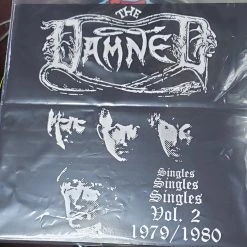 THE
DAMNED
Singles
Singles
Singles
Vol. 2
1979/1980